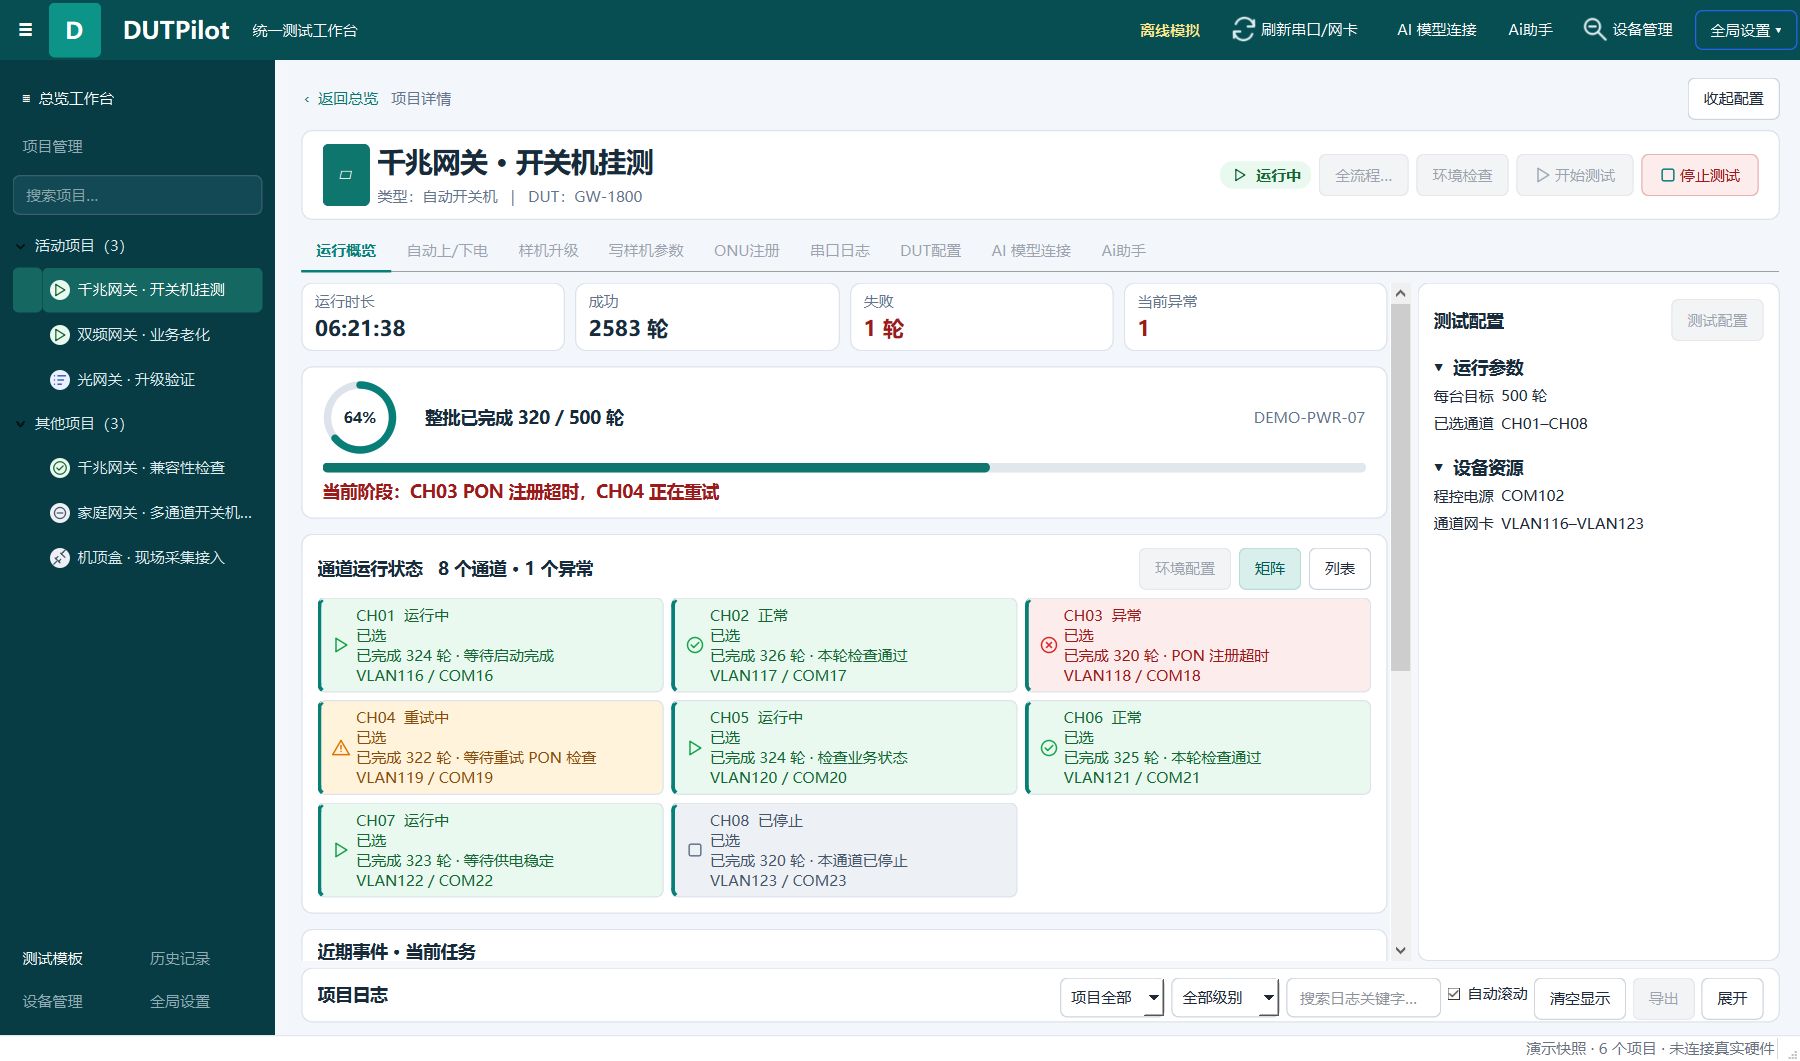 D DUTPilot 统一测试工作台 离线模拟 刷新串口/网卡 AI 模型连接 Ai助手 设备管理 全局设置 ▾
≡ 总览工作台
项目管理
搜索项目...
活动项目 (3)
千兆网关 · 开关机挂测
双频网关 · 业务老化
光网关 · 升级验证
其他项目 (3)
千兆网关 · 兼容性检查
家庭网关 · 多通道开关机...
机顶盒 · 现场采集接入
测试模板 历史记录
设备管理 全局设置
‹ 返回总览 项目详情 收起配置
千兆网关 • 开关机挂测
类型：自动开关机 | DUT：GW-1800
运行中 全流程... 环境检查 开始测试 停止测试
运行概览 自动上/下电 样机升级 写样机参数 ONU注册 串口日志 DUT配置 AI 模型连接 Ai助手
运行时长 成功 失败 当前异常
06:21:38 2583 轮 1 轮 1
64% 整批已完成 320 / 500 轮 DEMO-PWR-07
当前阶段：CH03 PON 注册超时，CH04 正在重试
通道运行状态 8 个通道 • 1 个异常 环境配置 矩阵 列表
CH01 运行中
已选
已完成 324 轮 · 等待启动完成
VLAN116 / COM16
CH02 正常
已选
已完成 326 轮 · 本轮检查通过
VLAN117 / COM17
CH03 异常
已选
已完成 320 轮 · PON 注册超时
VLAN118 / COM18
CH04 重试中
已选
已完成 322 轮 · 等待重试 PON 检查
VLAN119 / COM19
CH05 运行中
已选
已完成 324 轮 · 检查业务状态
VLAN120 / COM20
CH06 正常
已选
已完成 325 轮 · 本轮检查通过
VLAN121 / COM21
CH07 运行中
已选
已完成 323 轮 · 等待供电稳定
VLAN122 / COM22
CH08 已停止
已选
已完成 320 轮 · 本通道已停止
VLAN123 / COM23
近期事件 • 当前任务
测试配置 测试配置
▼ 运行参数
每台目标 500 轮
已选通道 CH01–CH08
▼ 设备资源
程控电源 COM102
通道网卡 VLAN116–VLAN123
项目日志 项目全部 全部级别 搜索日志关键字... 自动滚动 清空显示 导出 展开
演示快照 · 6 个项目 · 未连接真实硬件